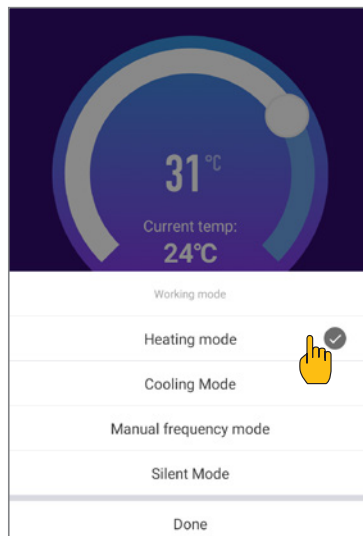 31°C
Current temp:
24°C
Working mode
Heating mode
Cooling Mode
Manual frequency mode
Silent Mode
Done